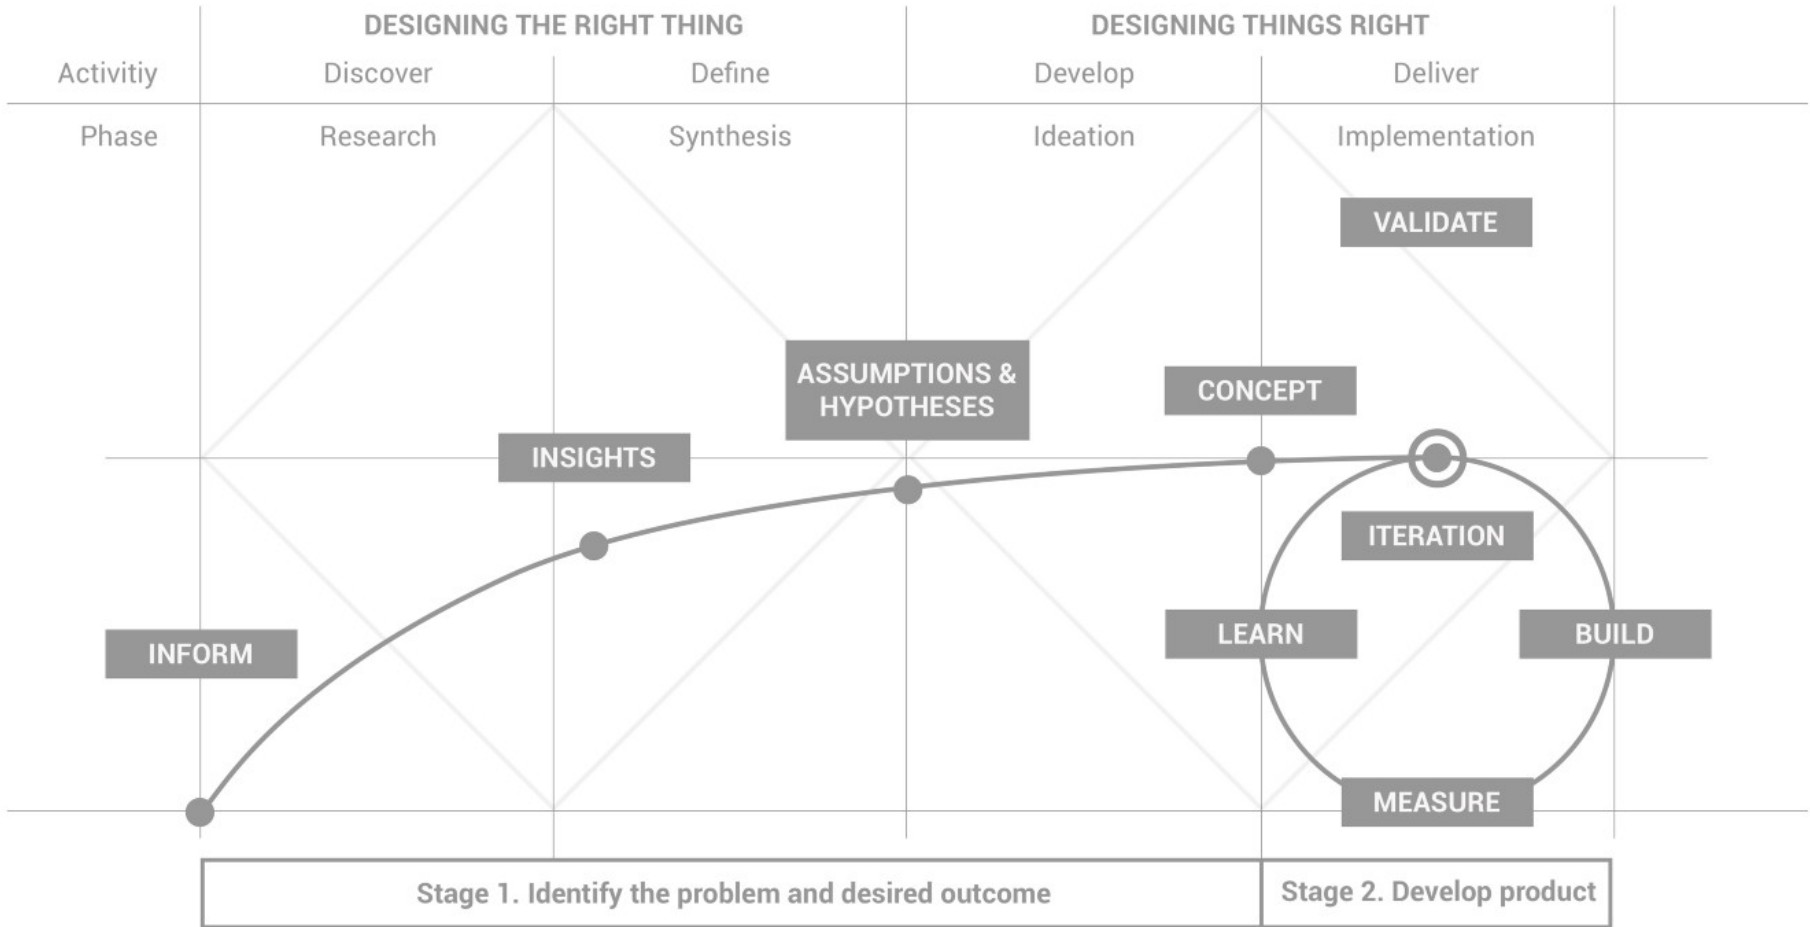 DESIGNING THE RIGHT THING
DESIGNING THINGS RIGHT
Activitiy
Discover
Define
Develop
Deliver
Phase
Research
Synthesis
Ideation
Implementation
VALIDATE
ASSUMPTIONS &
HYPOTHESES
CONCEPT
INSIGHTS
ITERATION
INFORM
LEARN
BUILD
MEASURE
Stage 1. Identify the problem and desired outcome
Stage 2. Develop product